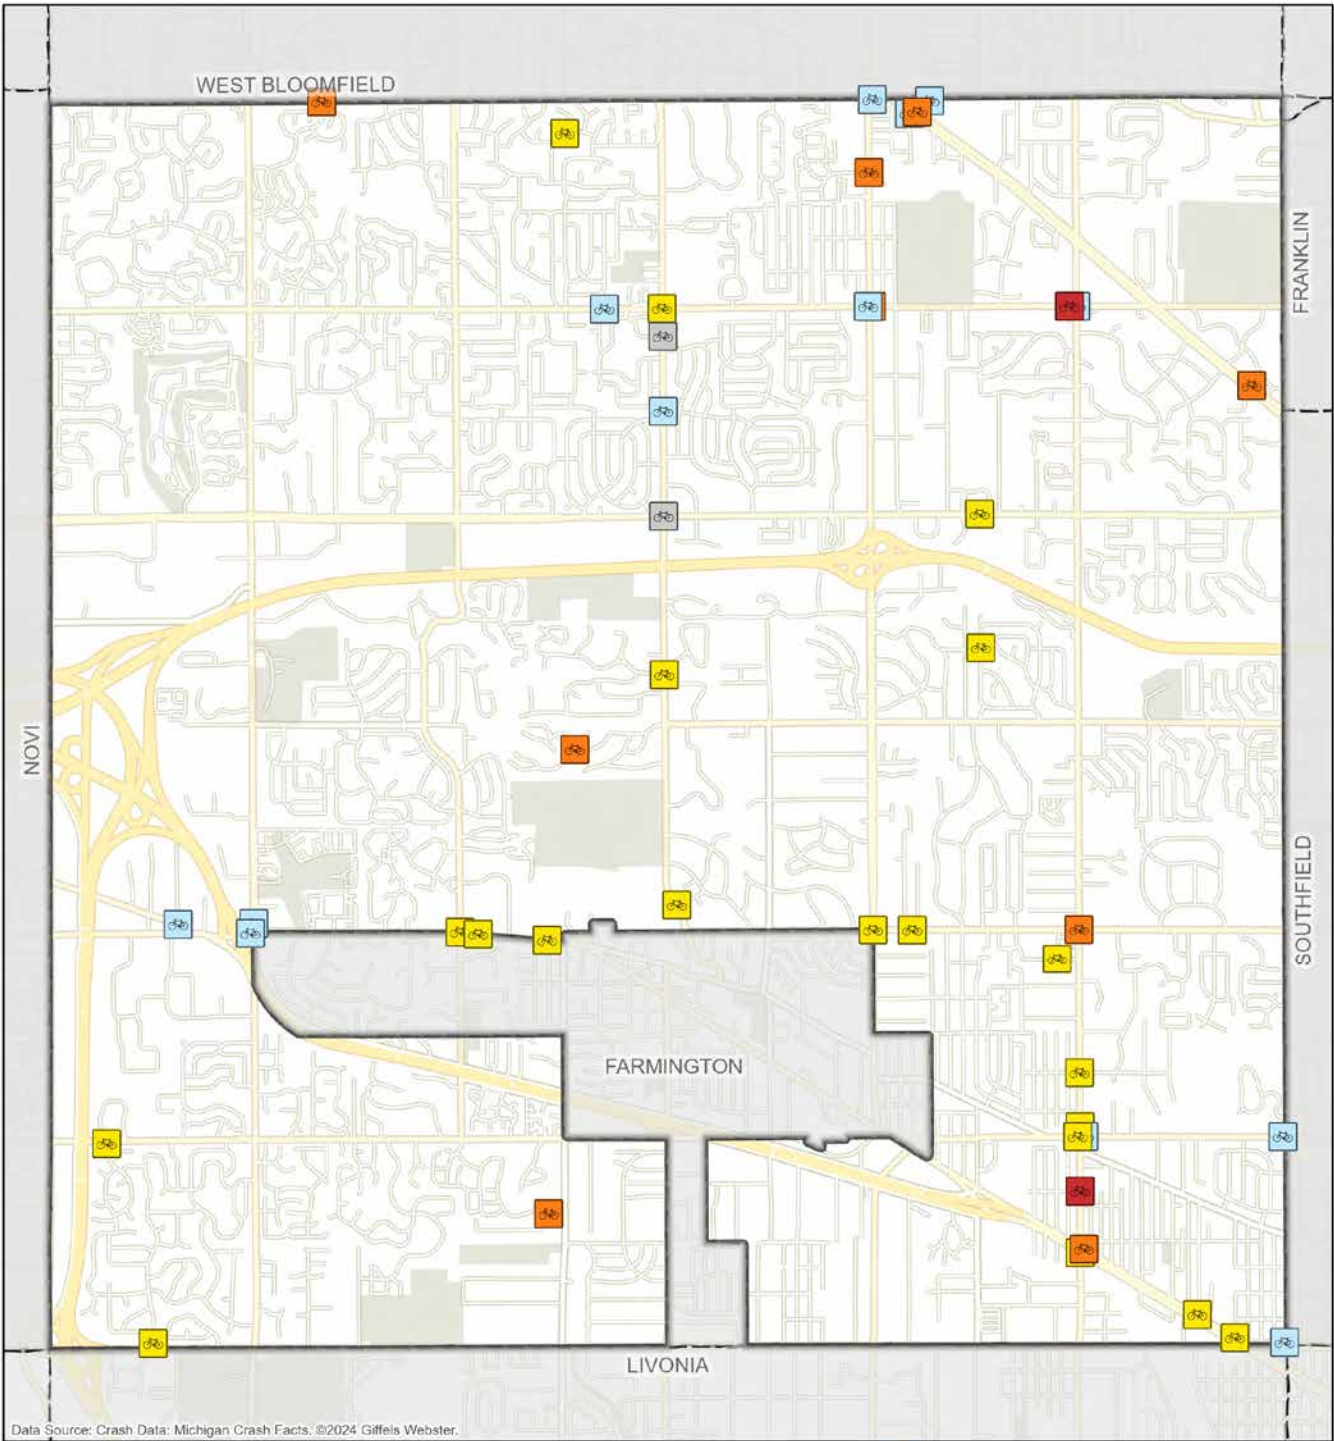 WEST BLOOMFIELD
FRANKLIN
NOVI
SOUTHFIELD
FARMINGTON
LIVONIA
Data Source: Crash Data: Michigan Crash Facts. ©2024 Giffels Webster.